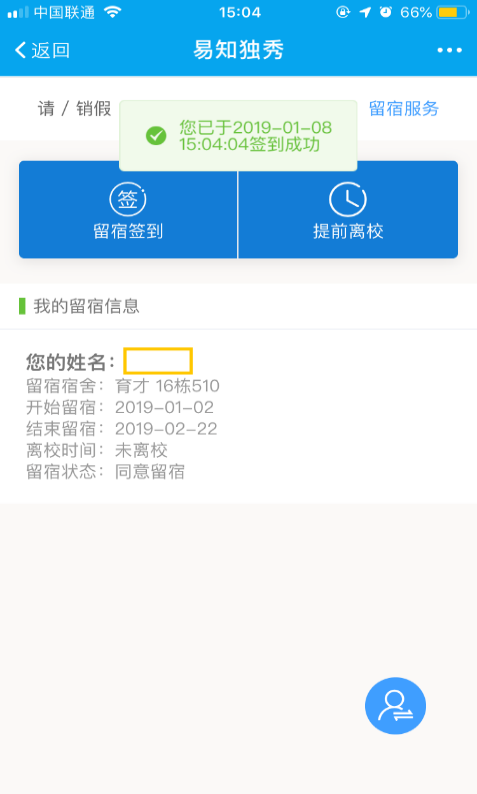 中国联通 15:04 66%
返回 易知独秀
请 / 销假 留宿服务
您已于2019-01-08
15:04:04签到成功
签
留宿签到 提前离校
我的留宿信息
您的姓名：
留宿宿舍：育才 16栋510
开始留宿：2019-01-02
结束留宿：2019-02-22
离校时间：未离校
留宿状态：同意留宿